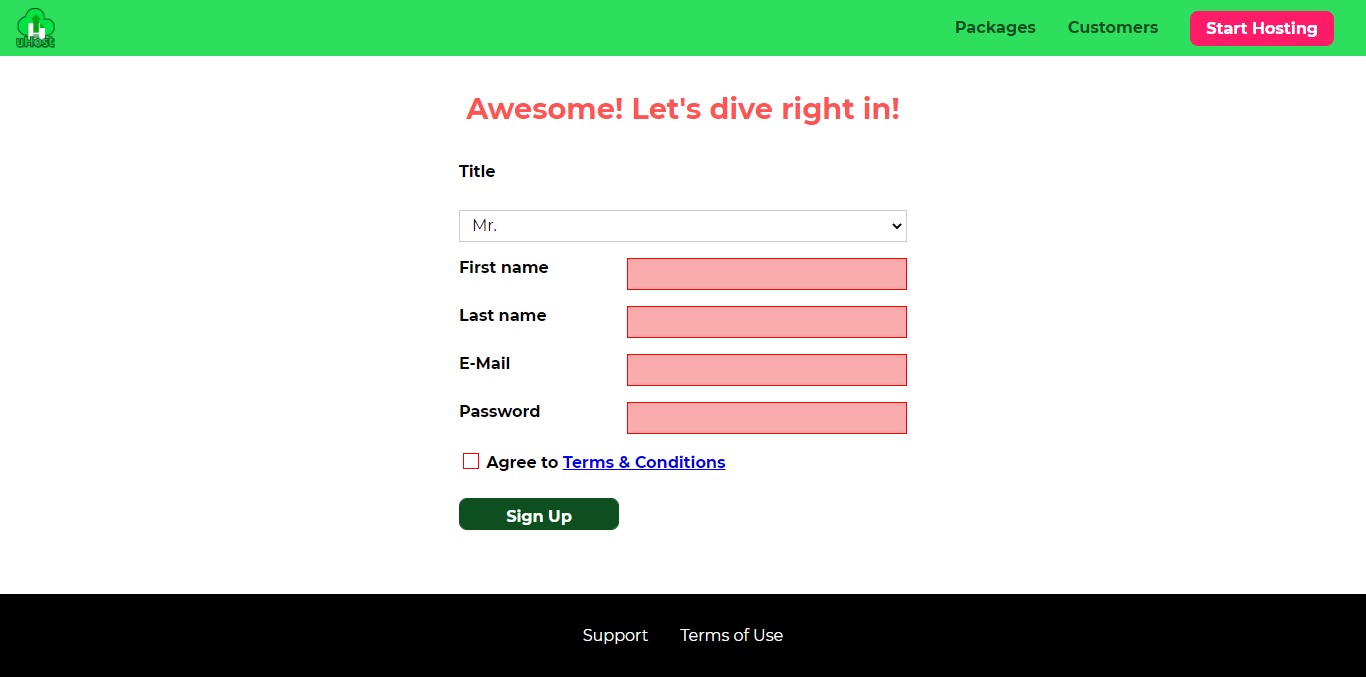 uHost
Packages Customers Start Hosting
Awesome! Let's dive right in!
Title
Mr.
First name
Last name
E-Mail
Password
Agree to Terms & Conditions
Sign Up
Support Terms of Use